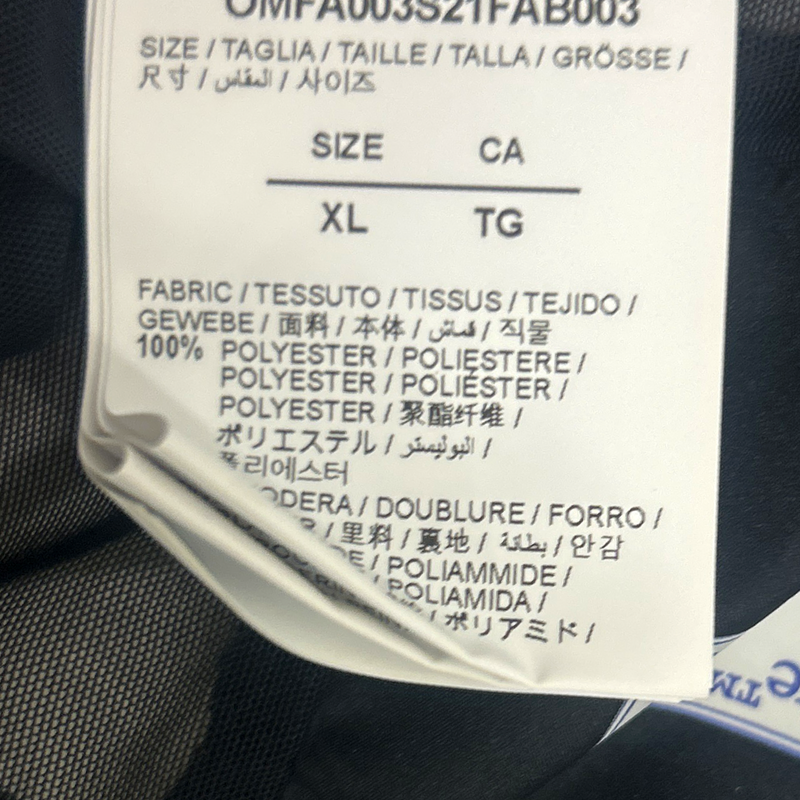 OMFA003S21FAB003
SIZE / TAGLIA / TAILLE / TALLA / GRÖSSE /
尺寸 / المقاس / 사이즈
SIZE CA
XL TG
FABRIC / TESSUTO / TISSUS / TEJIDO /
GEWEBE / 面料 / 本体 / قماش / 직물
100% POLYESTER / POLIESTERE /
POLYESTER / POLIÉSTER /
POLYESTER / 聚酯纤维 /
ポリエステル / البوليستر /
폴리에스터
ODERA / DOUBLURE / FORRO /
/ 里料 / 裏地 / بطانة / 안감
DE / POLIAMMIDE /
POLIAMIDA /
/ ポリアミド /
TM